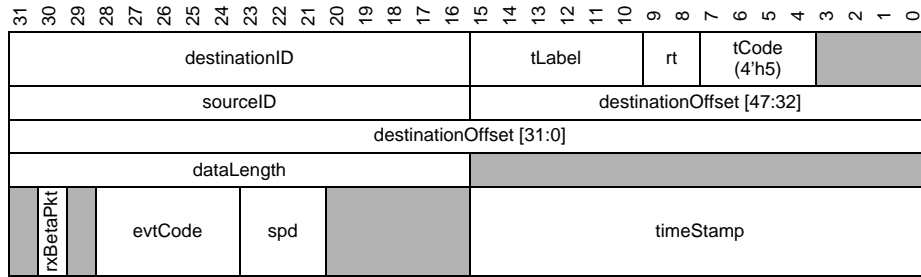 31 30 29 28 27 26 25 24 23 22 21 20 19 18 17 16 15 14 13 12 11 10 9 8 7 6 5 4 3 2 1 0
destinationID tLabel rt tCode
(4'h5)
sourceID destinationOffset [47:32]
destinationOffset [31:0]
dataLength
rxBetaPkt evtCode spd timeStamp